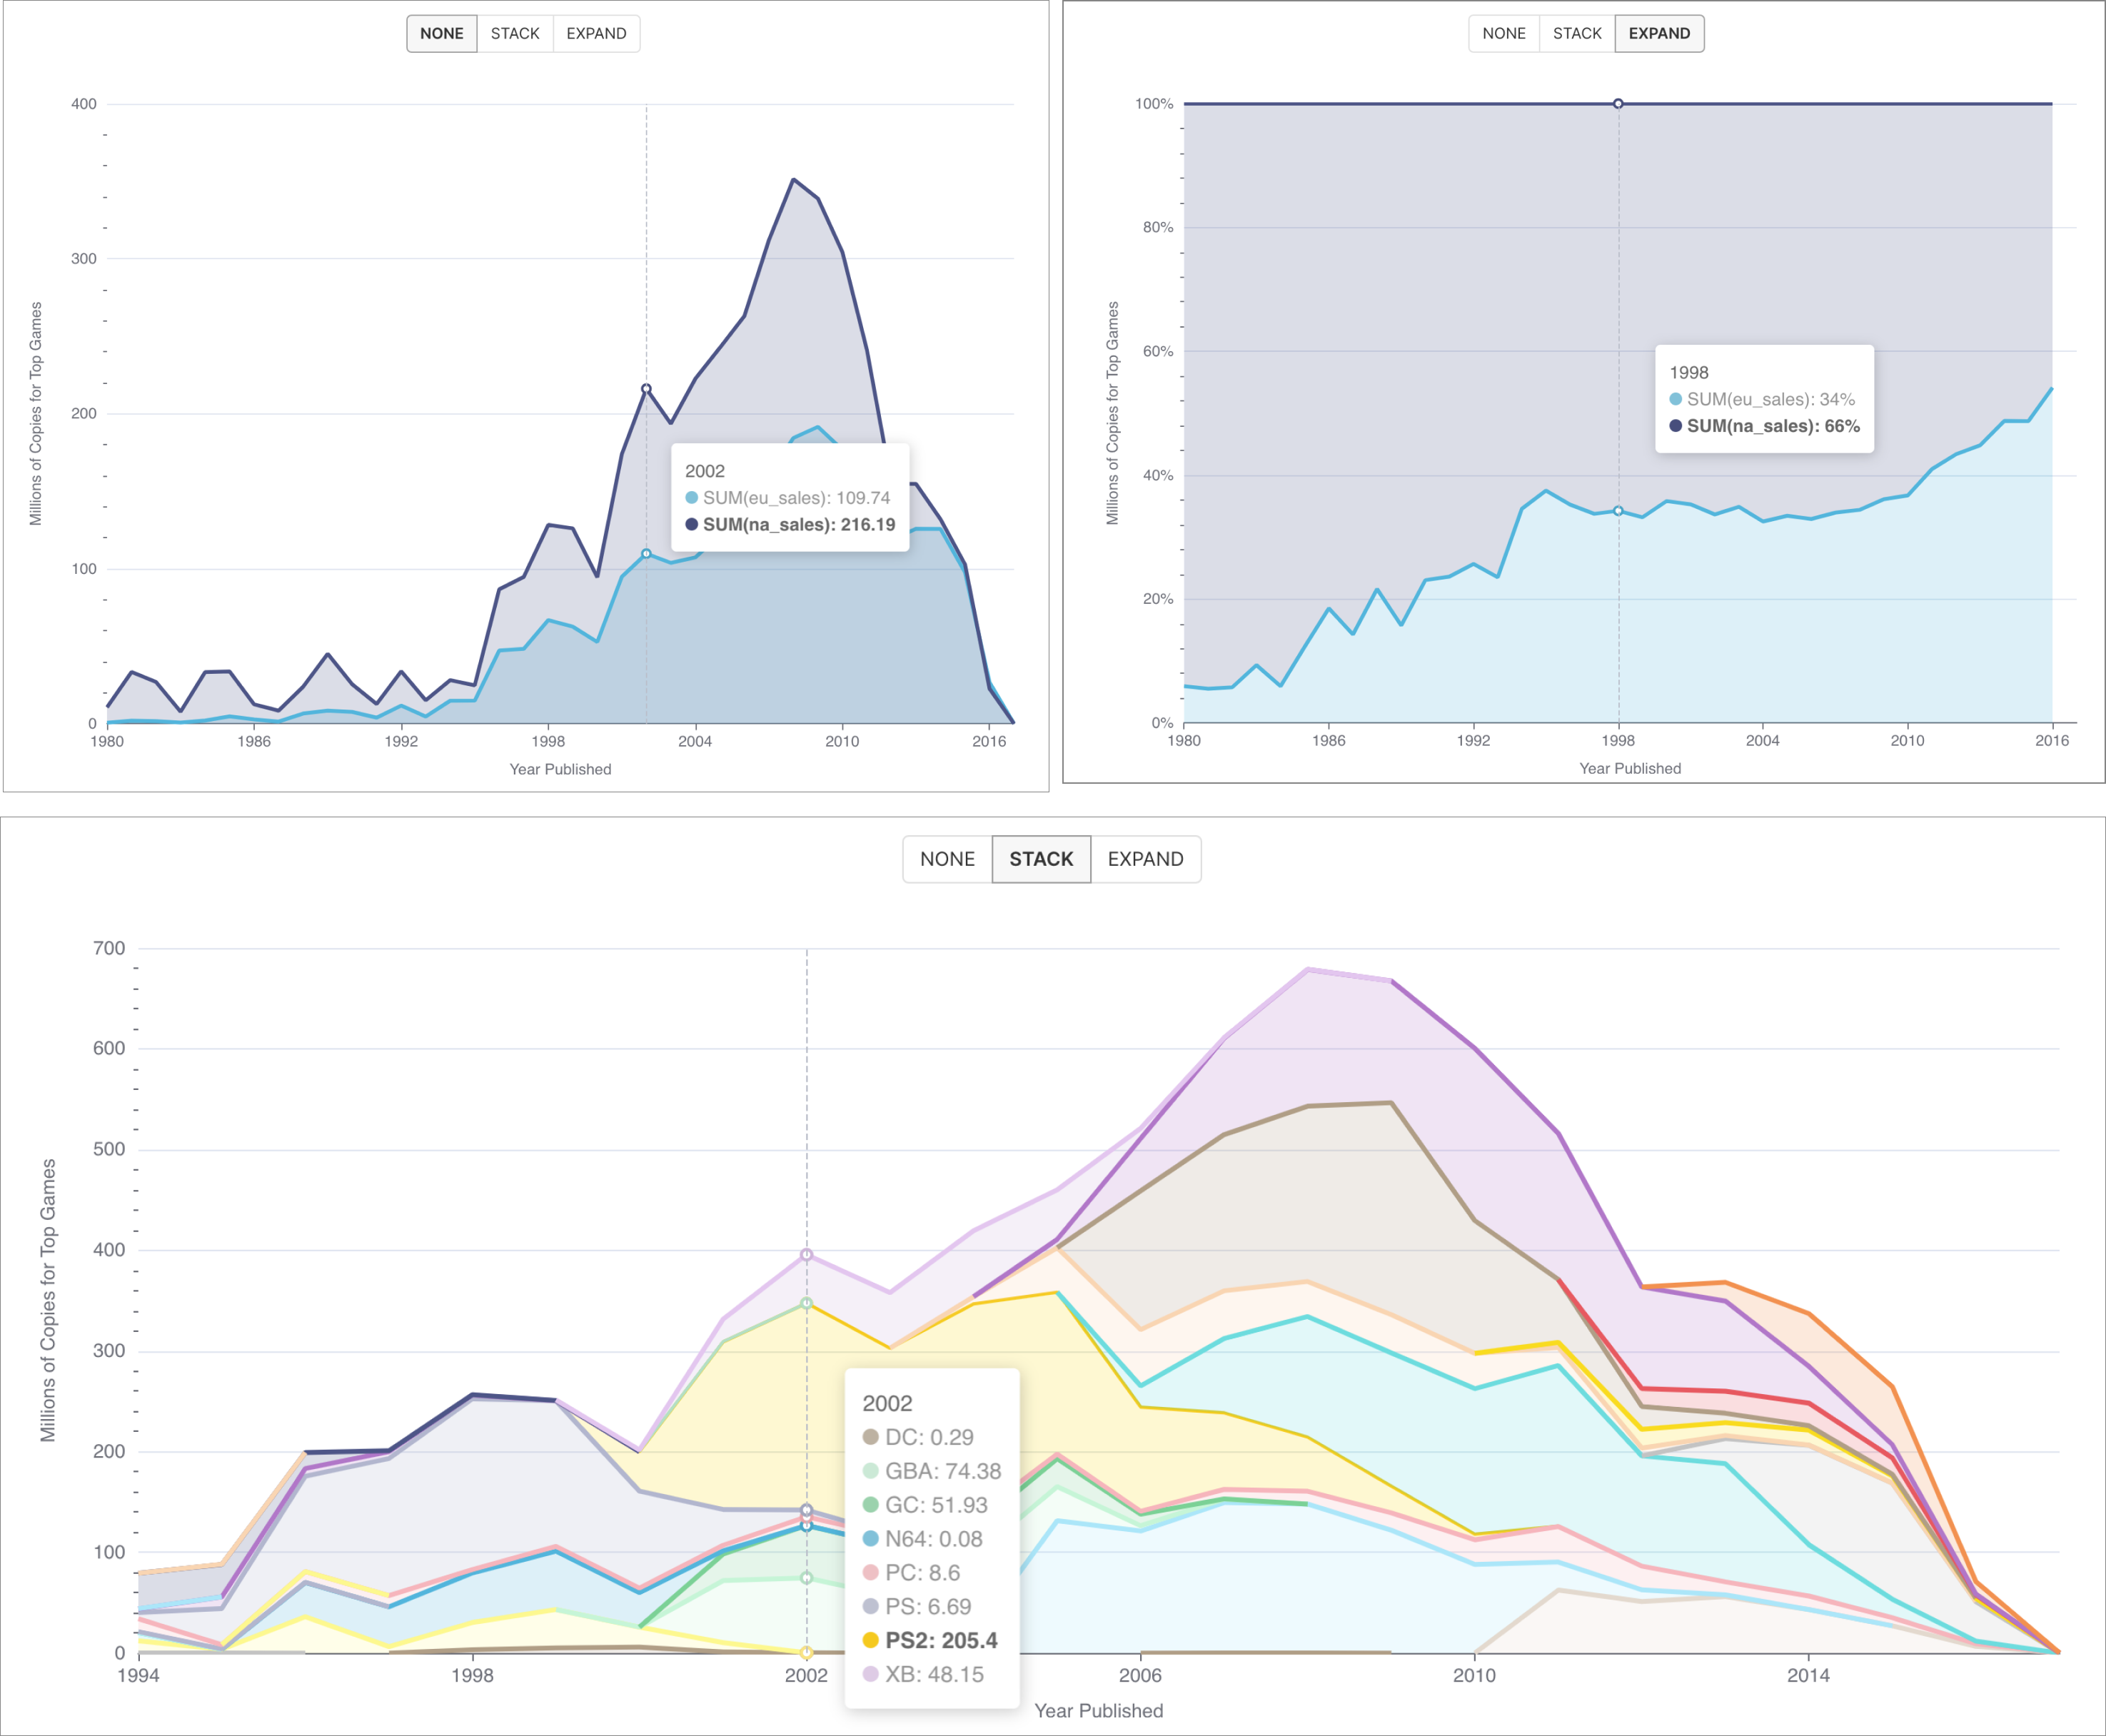 NONE STACK EXPAND
400
300
200
100
0
Millions of Copies for Top Games
2002
SUM(eu_sales): 109.74
SUM(na_sales): 216.19
1980 1986 1992 1998 2004 2010 2016
Year Published
NONE STACK EXPAND
100%
80%
60%
40%
20%
0%
Millions of Copies for Top Games
1998
SUM(eu_sales): 34%
SUM(na_sales): 66%
1980 1986 1992 1998 2004 2010 2016
Year Published
NONE STACK EXPAND
700
600
500
400
300
200
100
0
Millions of Copies for Top Games
2002
DC: 0.29
GBA: 74.38
GC: 51.93
N64: 0.08
PC: 8.6
PS: 6.69
PS2: 205.4
XB: 48.15
1994 1998 2002 2006 2010 2014
Year Published